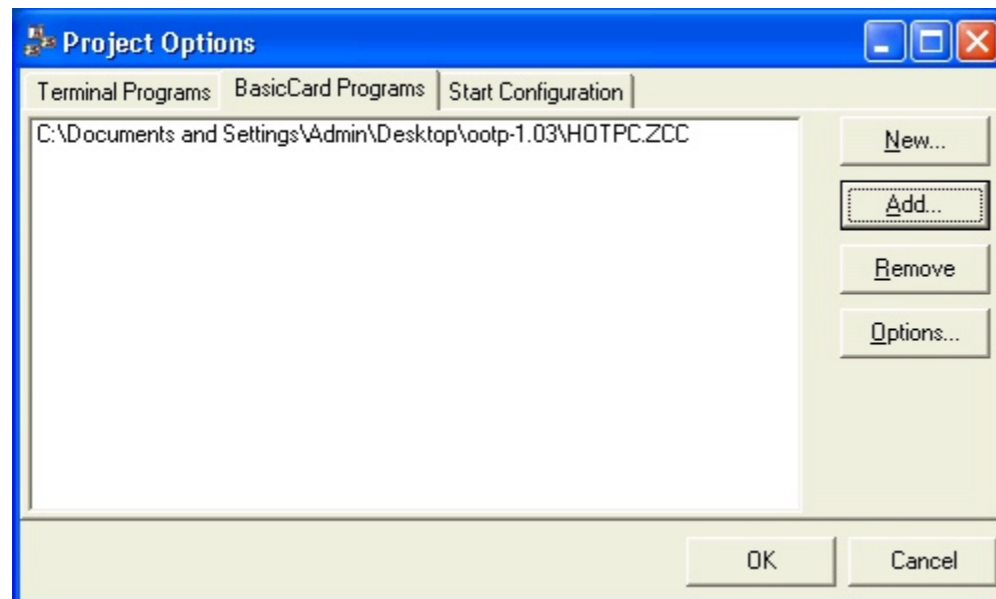 Project Options
Terminal Programs BasicCard Programs Start Configuration
C:\Documents and Settings\Admin\Desktop\ootp-1.03\HOTPC.ZCC
New...
Add...
Remove
Options...
OK Cancel